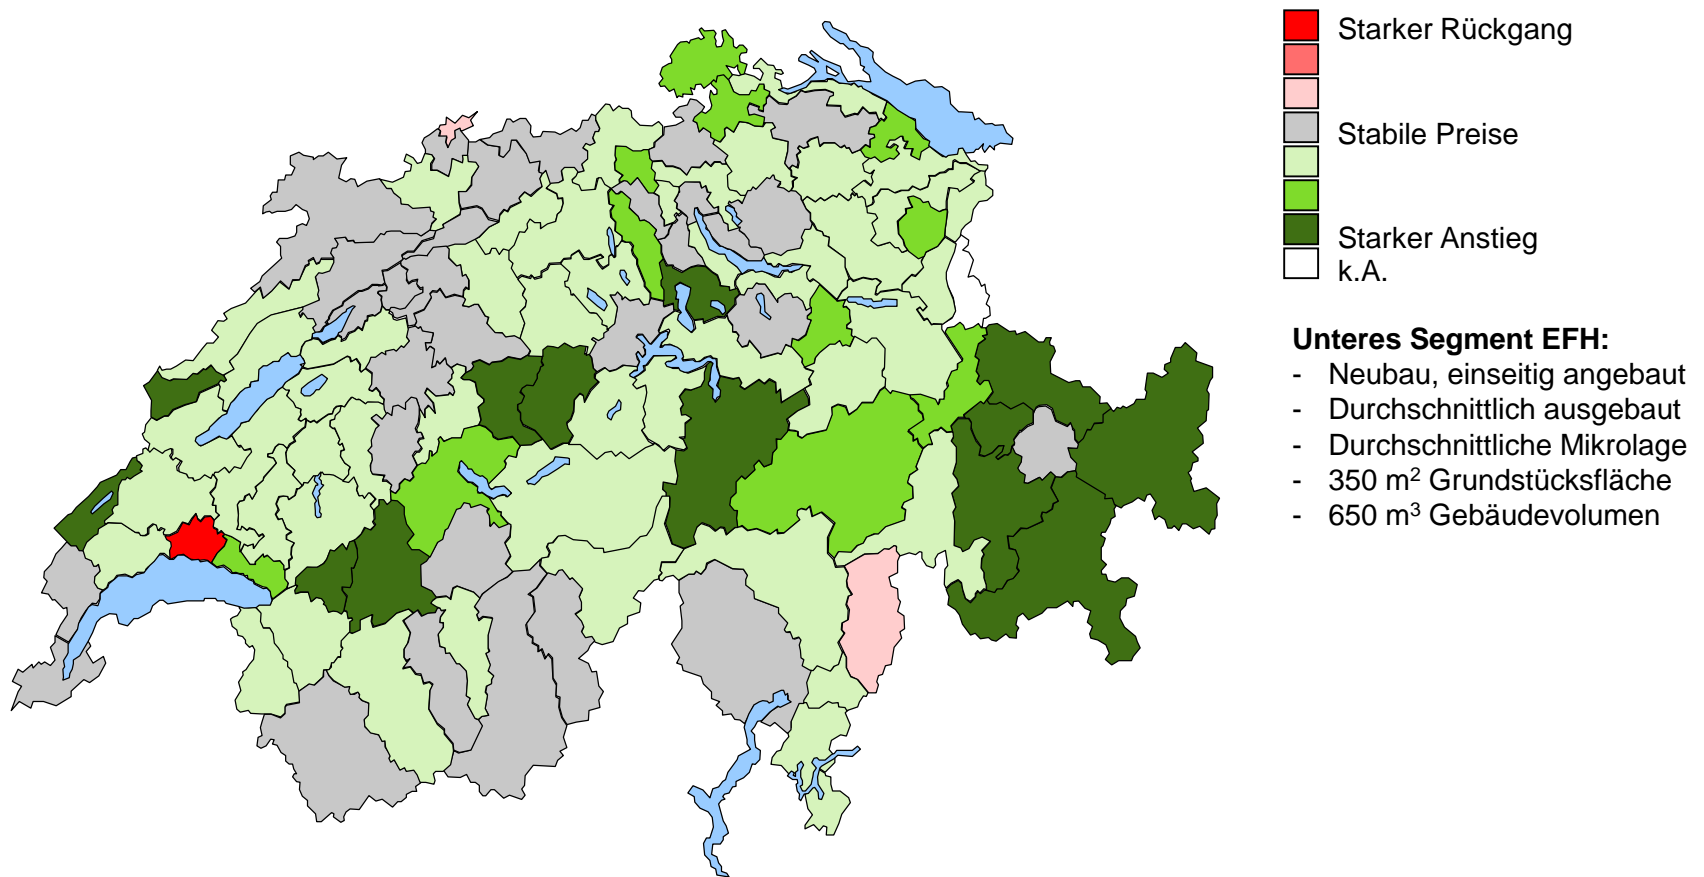 Starker Rückgang
Stabile Preise
Starker Anstieg
k.A.
Unteres Segment EFH:
- Neubau, einseitig angebaut
- Durchschnittlich ausgebaut
- Durchschnittliche Mikrolage
- 350 m² Grundstücksfläche
- 650 m³ Gebäudevolumen